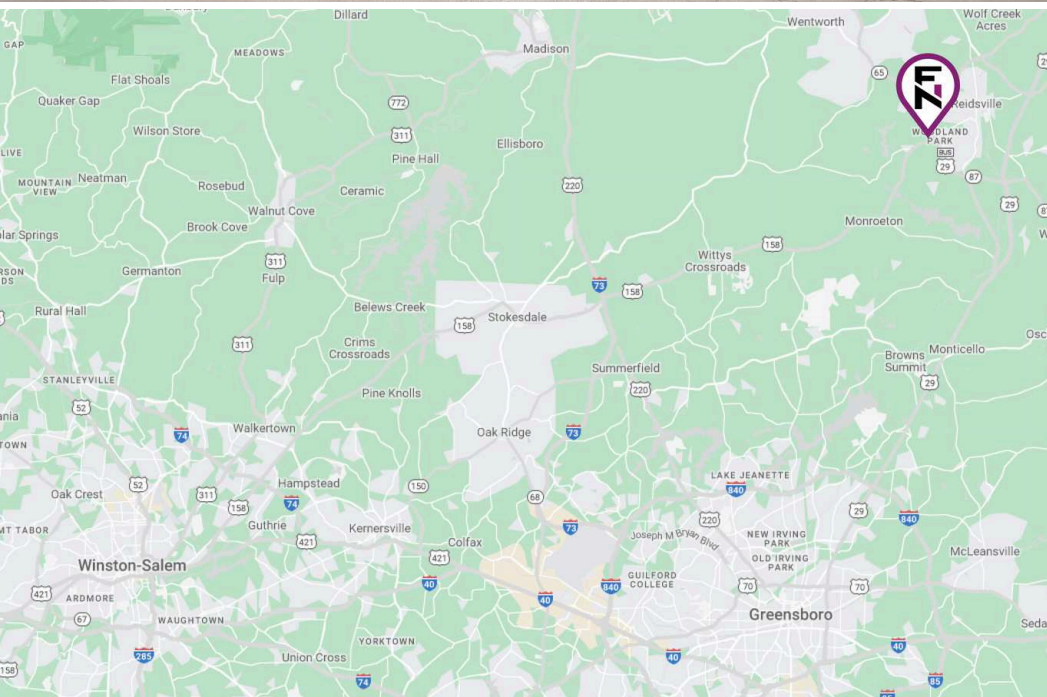 Dillard
Wentworth
Wolf Creek
Acres
GAP
MEADOWS
Madison
Flat Shoals
65
FN
Reidsville
Quaker Gap
772
Wilson Store
311
WOODLAND
PARK
Ellisboro
BUS
29
LIVE
Pine Hall
MOUNTAIN
VIEW
Neatman
Rosebud
Ceramic
220
87
Walnut Cove
29
Brook Cove
Monroeton
158
311
Wittys
Crossroads
Germanton
Fulp
73
158
Rural Hall
Belews Creek
158
Stokesdale
311
Crims
Crossroads
Browns
Summit
Monticello
STANLEYVILLE
Summerfield
29
220
Pine Knolls
52
74
Walkertown
Oak Ridge
73
TOWN
LAKE JEANETTE
840
52
Hampstead
150
Oak Crest
311
74
68
158
29
MT TABOR
Guthrie
Kernersville
73
220
840
421
Joseph M Bryan Blvd
NEW IRVING
PARK
Colfax
421
McLeansville
OLD IRVING
PARK
Winston-Salem
GUILFORD
COLLEGE
40
840
70
70
421
ARDMORE
40
Greensboro
67
WAUGHTOWN
YORKTOWN
40
285
Union Cross
40
158
74
85